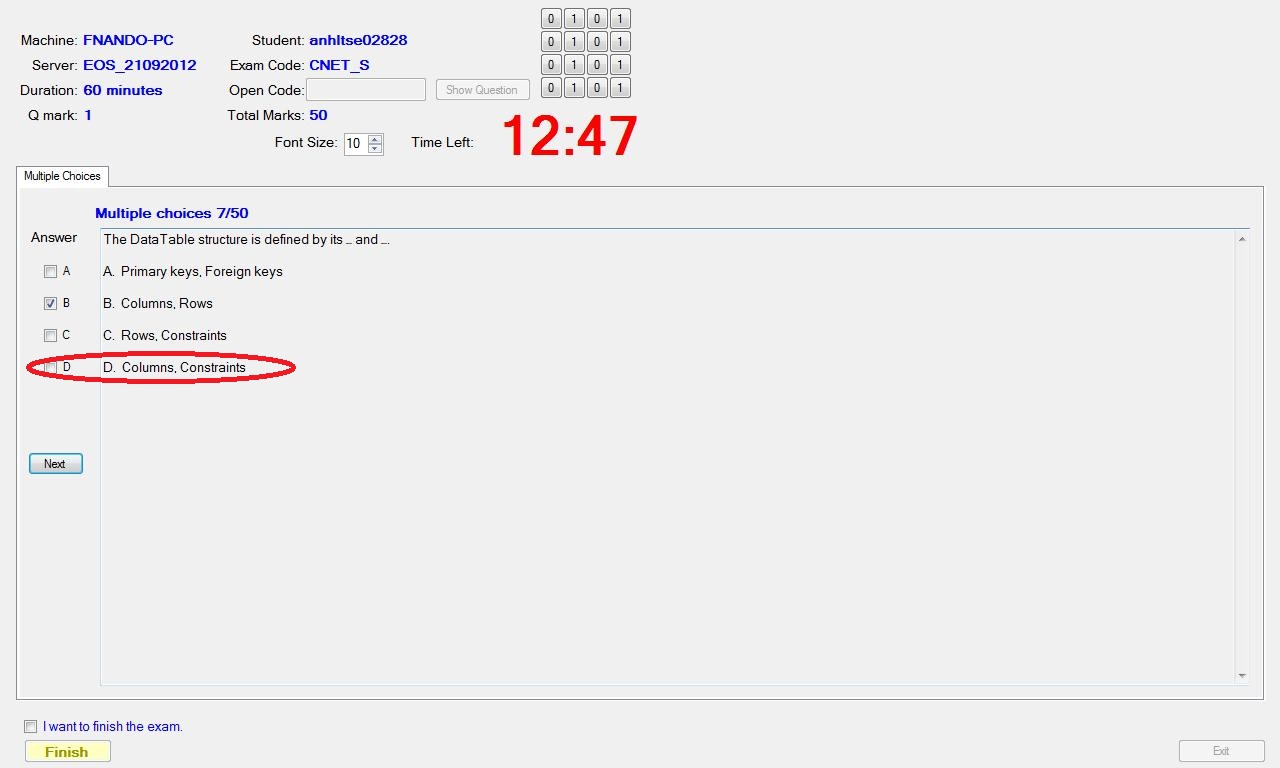 Machine: FNANDO-PC
Student: anhltse02828
0 1 0 1
0 1 0 1
0 1 0 1
0 1 0 1
Server: EOS_21092012
Exam Code: CNET_S
Duration: 60 minutes
Open Code:
Show Question
Q mark: 1
Total Marks: 50
Font Size: 10
Time Left: 12:47
Multiple Choices
Multiple choices 7/50
Answer
The DataTable structure is defined by its ... and ....
A A. Primary keys, Foreign keys
B B. Columns, Rows
C C. Rows, Constraints
D D. Columns, Constraints
Next
I want to finish the exam.
Finish
Exit